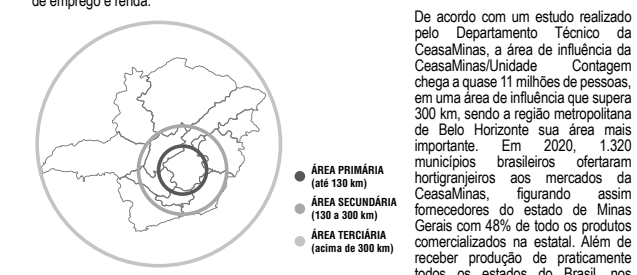 de emprego e renda.
ÁREA PRIMÁRIA
(até 130 km)
ÁREA SECUNDÁRIA
(130 a 300 km)
ÁREA TERCIÁRIA
(acima de 300 km)
De acordo com um estudo realizado
pelo Departamento Técnico da
CeasaMinas, a área de influência da
CeasaMinas/Unidade Contagem
chega a quase 11 milhões de pessoas,
em uma área de influência que supera
300 km, sendo a região metropolitana
de Belo Horizonte sua área mais
importante. Em 2020, 1.320
municípios brasileiros ofertaram
hortigranjeiros aos mercados da
CeasaMinas, figurando assim
fornecedores do estado de Minas
Gerais com 48% de todo os produtos
comercializados na estatal. Além de
receber produção de praticamente
todos os estados do Brasil, nos